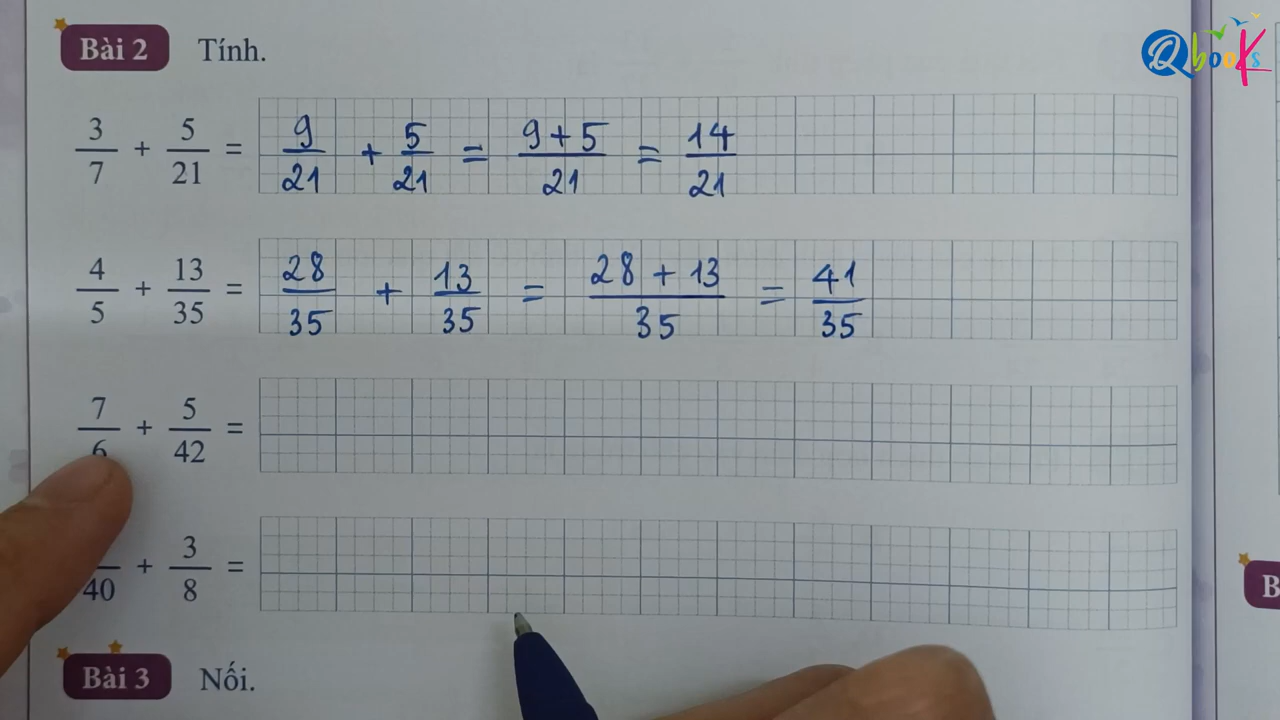 Qbooks
Bài 2 Tính.
3/7 + 5/21 = 9/21 + 5/21 = 9+5/21 = 14/21
4/5 + 13/35 = 28/35 + 13/35 = 28 + 13/35 = 41/35
7/6 + 5/42 =
/40 + 3/8 =
Bài 3 Nối.